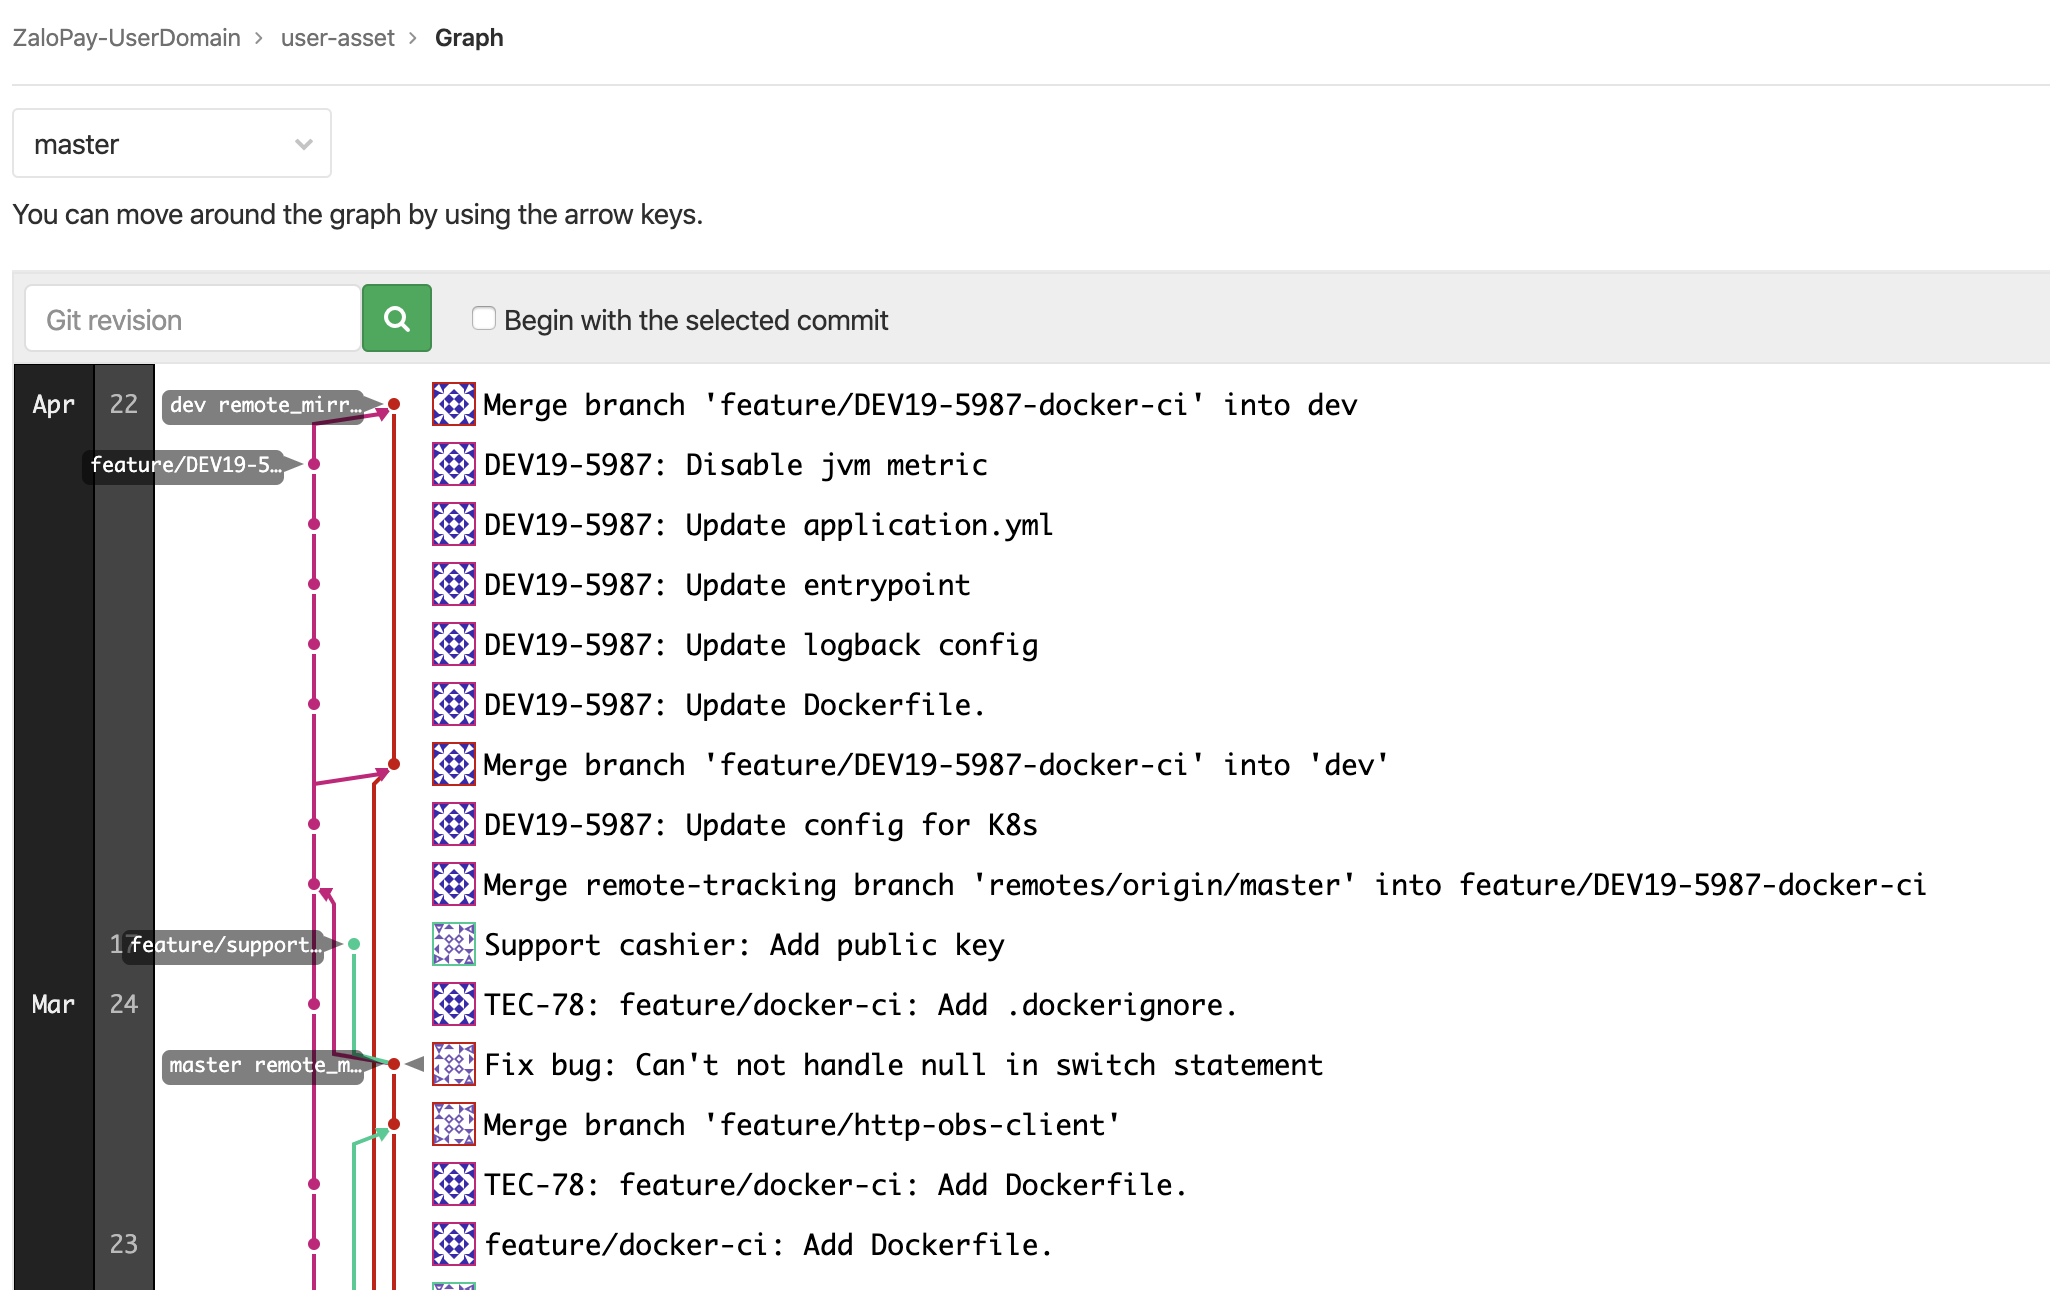 ZaloPay-UserDomain > user-asset > Graph
master
You can move around the graph by using the arrow keys.
Git revision
Begin with the selected commit
Apr 22 dev remote_mirr… Merge branch 'feature/DEV19-5987-docker-ci' into dev
feature/DEV19-5… DEV19-5987: Disable jvm metric
DEV19-5987: Update application.yml
DEV19-5987: Update entrypoint
DEV19-5987: Update logback config
DEV19-5987: Update Dockerfile.
Merge branch 'feature/DEV19-5987-docker-ci' into 'dev'
DEV19-5987: Update config for K8s
Merge remote-tracking branch 'remotes/origin/master' into feature/DEV19-5987-docker-ci
17 feature/support… Support cashier: Add public key
Mar 24 TEC-78: feature/docker-ci: Add .dockerignore.
master remote_m… Fix bug: Can't not handle null in switch statement
Merge branch 'feature/http-obs-client'
TEC-78: feature/docker-ci: Add Dockerfile.
23 feature/docker-ci: Add Dockerfile.